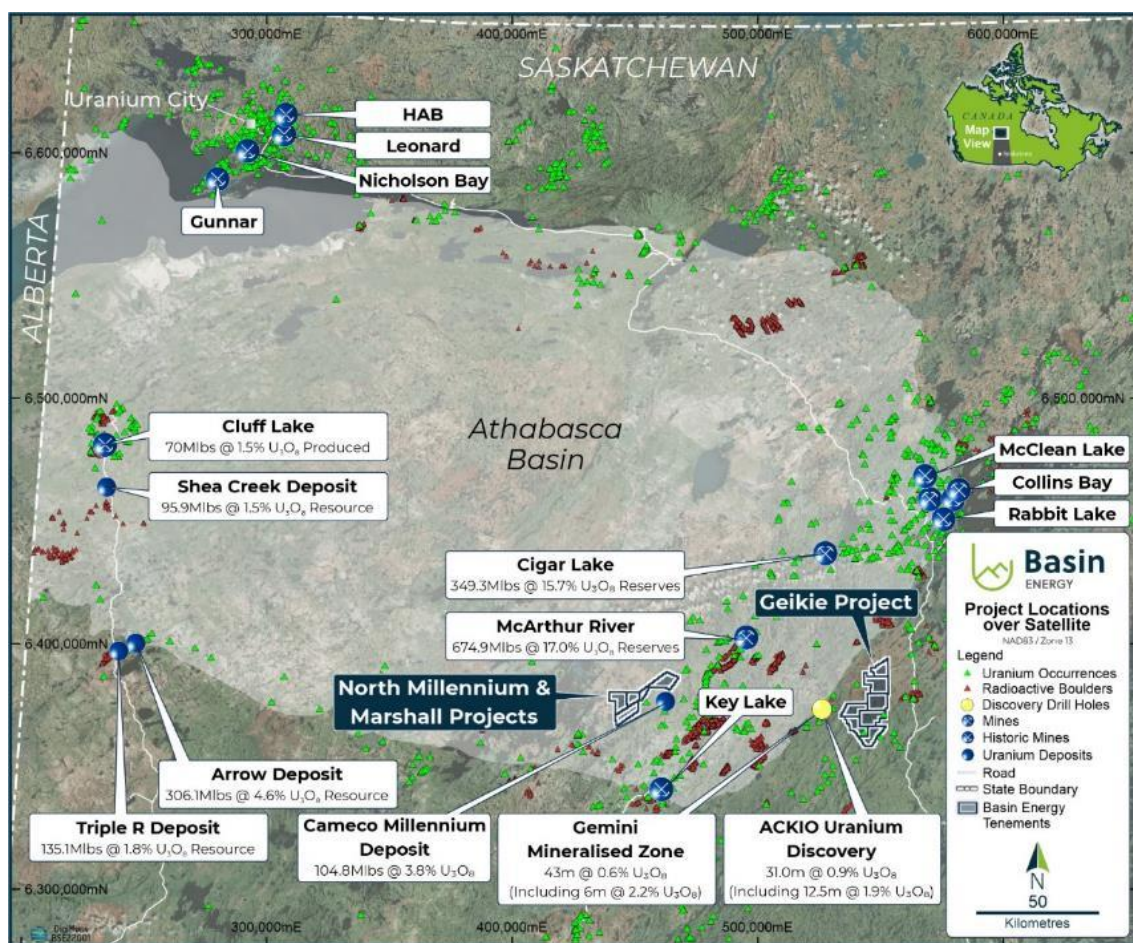 300,000mE
400,000mE
500,000mE
600,000mE
SASKATCHEWAN
Uranium City
HAB
Leonard
Nicholson Bay
Gunnar
CANADA
Map
View
6,600,000mN
ALBERTA
6,500,000mN
6,500,000mN
Athabasca
Basin
Cluff Lake
70Mlbs @ 1.5% U₃O₈ Produced
Shea Creek Deposit
95.9Mlbs @ 1.5% U₃O₈ Resource
McClean Lake
Collins Bay
Rabbit Lake
Cigar Lake
349.3Mlbs @ 15.7% U₃O₈ Reserves
McArthur River
674.9Mlbs @ 17.0% U₃O₈ Reserves
Geikie Project
6,400,000mN
North Millennium &
Marshall Projects
Key Lake
Arrow Deposit
306.1Mlbs @ 4.6% U₃O₈ Resource
Triple R Deposit
135.1Mlbs @ 1.8% U₃O₈ Resource
Cameco Millennium
Deposit
104.8Mlbs @ 3.8% U₃O₈
Gemini
Mineralised Zone
43m @ 0.6% U₃O₈
(Including 6m @ 2.2% U₃O₈)
ACKIO Uranium
Discovery
31.0m @ 0.9% U₃O₈
(Including 12.5m @ 1.9% U₃O₈)
6,300,000mN
300,000mE
400,000mE
500,000mE
Basin
ENERGY
Project Locations
over Satellite
NAD83 / Zone 13
Legend
Uranium Occurrences
Radioactive Boulders
Discovery Drill Holes
Mines
Historic Mines
Uranium Deposits
Road
State Boundary
Basin Energy
Tenements
N
50
Kilometres
BSE22001